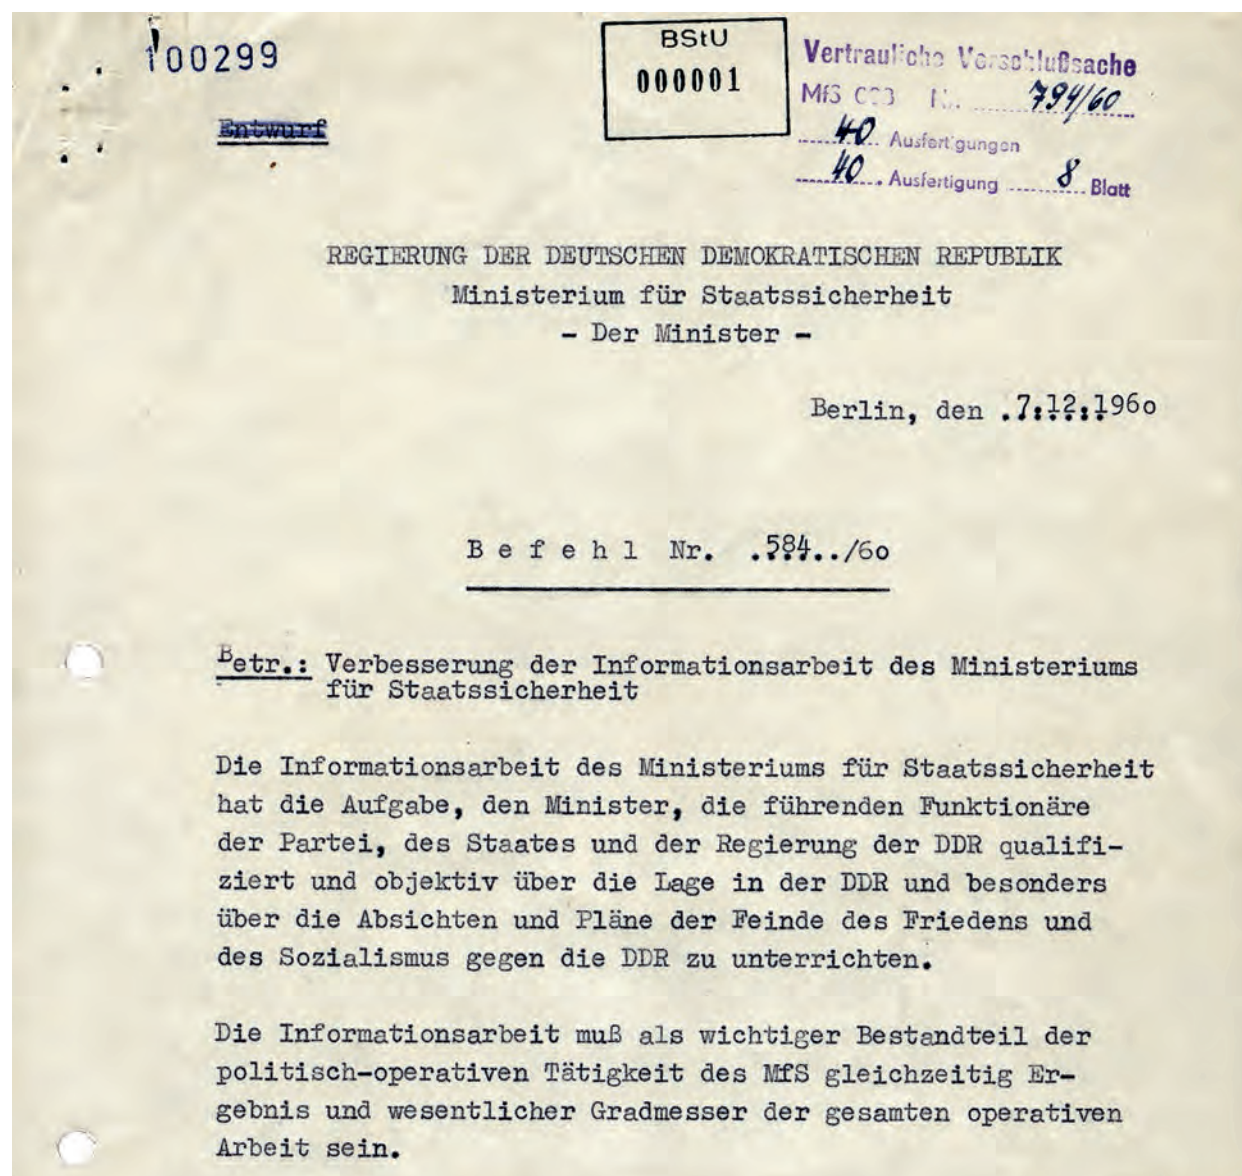 100299
BStU
000001
Vertrauliche Verschlußsache
MfS 794/60
40 Ausfertigungen
40. Ausfertigung 8 Blatt
Entwurf
REGIERUNG DER DEUTSCHEN DEMOKRATISCHEN REPUBLIK
Ministerium für Staatssicherheit
- Der Minister -
Berlin, den .7.12.1960
B e f e h l Nr. .584../60
Betr.: Verbesserung der Informationsarbeit des Ministeriums
für Staatssicherheit
Die Informationsarbeit des Ministeriums für Staatssicherheit
hat die Aufgabe, den Minister, die führenden Funktionäre
der Partei, des Staates und der Regierung der DDR qualifi-
ziert und objektiv über die Lage in der DDR und besonders
über die Absichten und Pläne der Feinde des Friedens und
des Sozialismus gegen die DDR zu unterrichten.
Die Informationsarbeit muß als wichtiger Bestandteil der
politisch-operativen Tätigkeit des MfS gleichzeitig Er-
gebnis und wesentlicher Gradmesser der gesamten operativen
Arbeit sein.